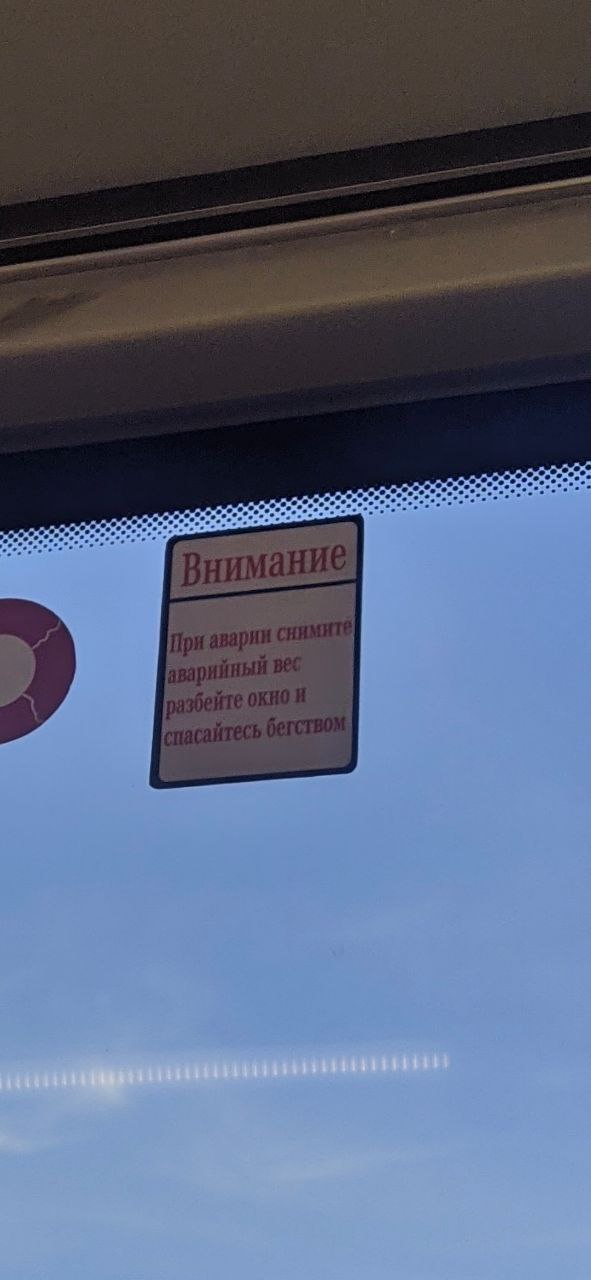 Внимание
При аварии снимите
аварийный вес
разбейте окно и
спасайтесь бегством